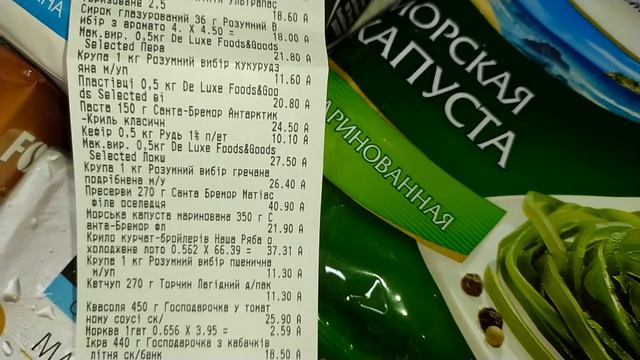 18.60 A
Сирок глазурований 36 г Розумний В
ибір з аромато 4. X 4.50 =
18.00 A
Мак.вир. 0,5кг De Luxe Foods&Goods
Selected Пера
21.80 A
Крупа 1 кг Розумний вибір кукурудз
яна м/уп
11.60 A
Пластівці 0,5 кг De Luxe Foods&Goo
ds Selected ві
20.80 A
Паста 150 г Санта-Бремор Антарктик
-Криль класичн
24.50 A
Кефір 0,5 кг Рудь 1% п/ет
10.10 A
Мак.вир. 0,5кг De Luxe Foods&Goods
Selected Локш
27.50 A
Крупа 1 кг Розумний вибір гречана
подрібнена м/у
26.40 A
Пресерви 270 г Санта Бремор Матіас
філе оселедця
40.90 A
Морська капуста маринована 350 г С
анта-Бремор фл
21.90 A
Крило курчат-бройлерів Наша Ряба о
холоджене лото 0.562 X 66.39 =
37.31 A
Крупа 1 кг Розумний вибір пшенична
м/уп
11.30 A
Кетчуп 270 г Торчин Лагідний д/пак
11.30 A
Квасоля 450 г Господарочка у томат
ному соусі ск/
25.90 A
Морква 1гат 0.656 X 3.95 =
2.59 A
Ікра 440 г Господарочка з кабачків
літня ск/банк
18.50 A
МОРСКАЯ
КАПУСТА
МАРИНОВАННАЯ